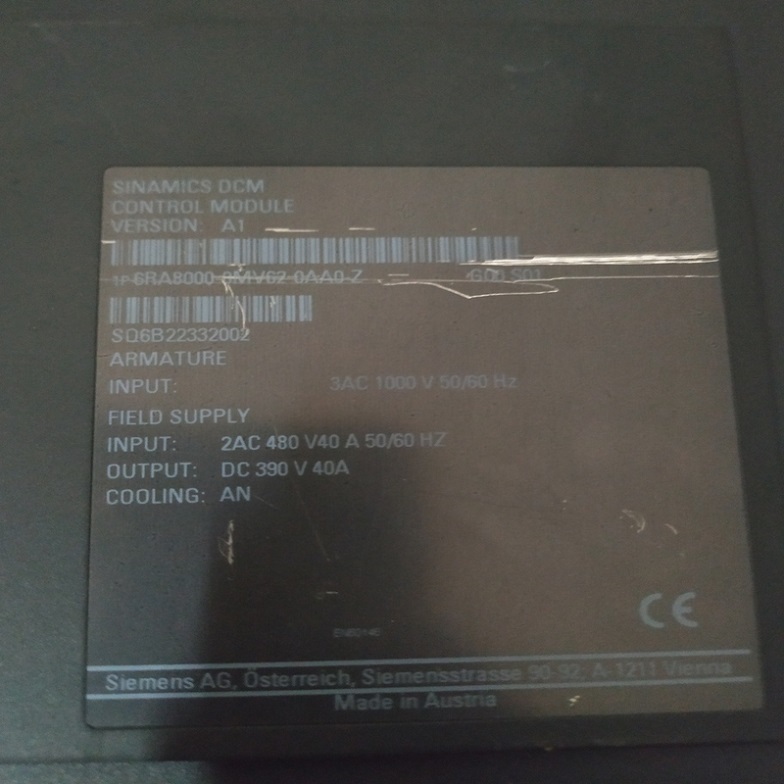 SINAMICS DCM
CONTROL MODULE
VERSION: A1
1P 6RA8000-0MV62-0AA0-Z G00 S01
SQ6B22332002
ARMATURE
INPUT: 3AC 1000 V 50/60 Hz
FIELD SUPPLY
INPUT: 2AC 480 V40 A 50/60 HZ
OUTPUT: DC 390 V 40A
COOLING: AN
CE
Siemens AG, Österreich, Siemensstrasse 90-92; A-1211 Vienna
Made in Austria